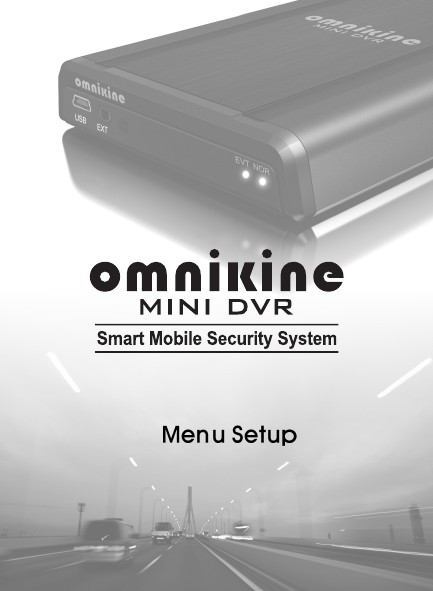 omnikine
MINI DVR
omnikine
USB
EXT
EVT NOR
omnikine
MINI DVR
Smart Mobile Security System
Menu Setup